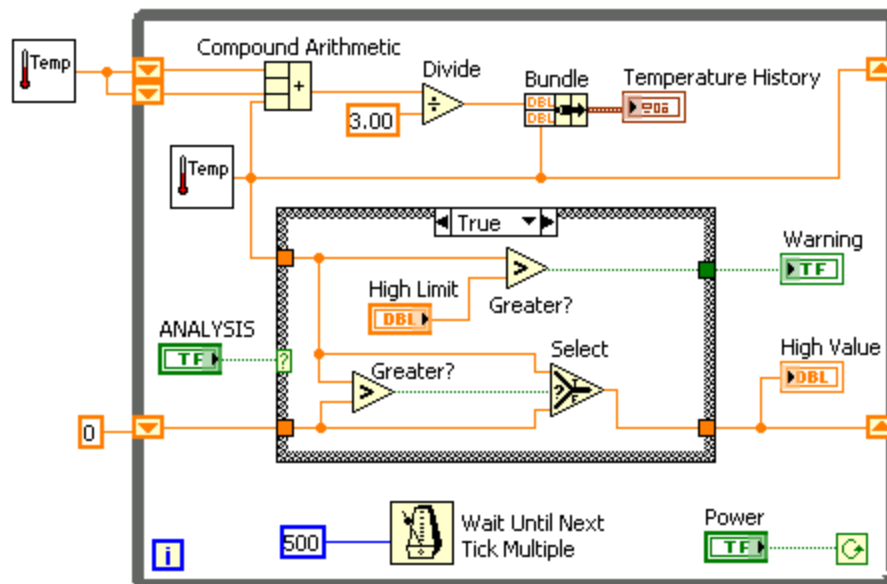 Compound Arithmetic
Temp
Divide
Bundle
Temperature History
+
÷
DBL
DBL
3.00
Temp
True
Warning
TF
High Limit
DBL
>
Greater?
ANALYSIS
TF
?
Greater?
>
Select
? T F
High Value
DBL
0
i
500
Wait Until Next
Tick Multiple
Power
TF